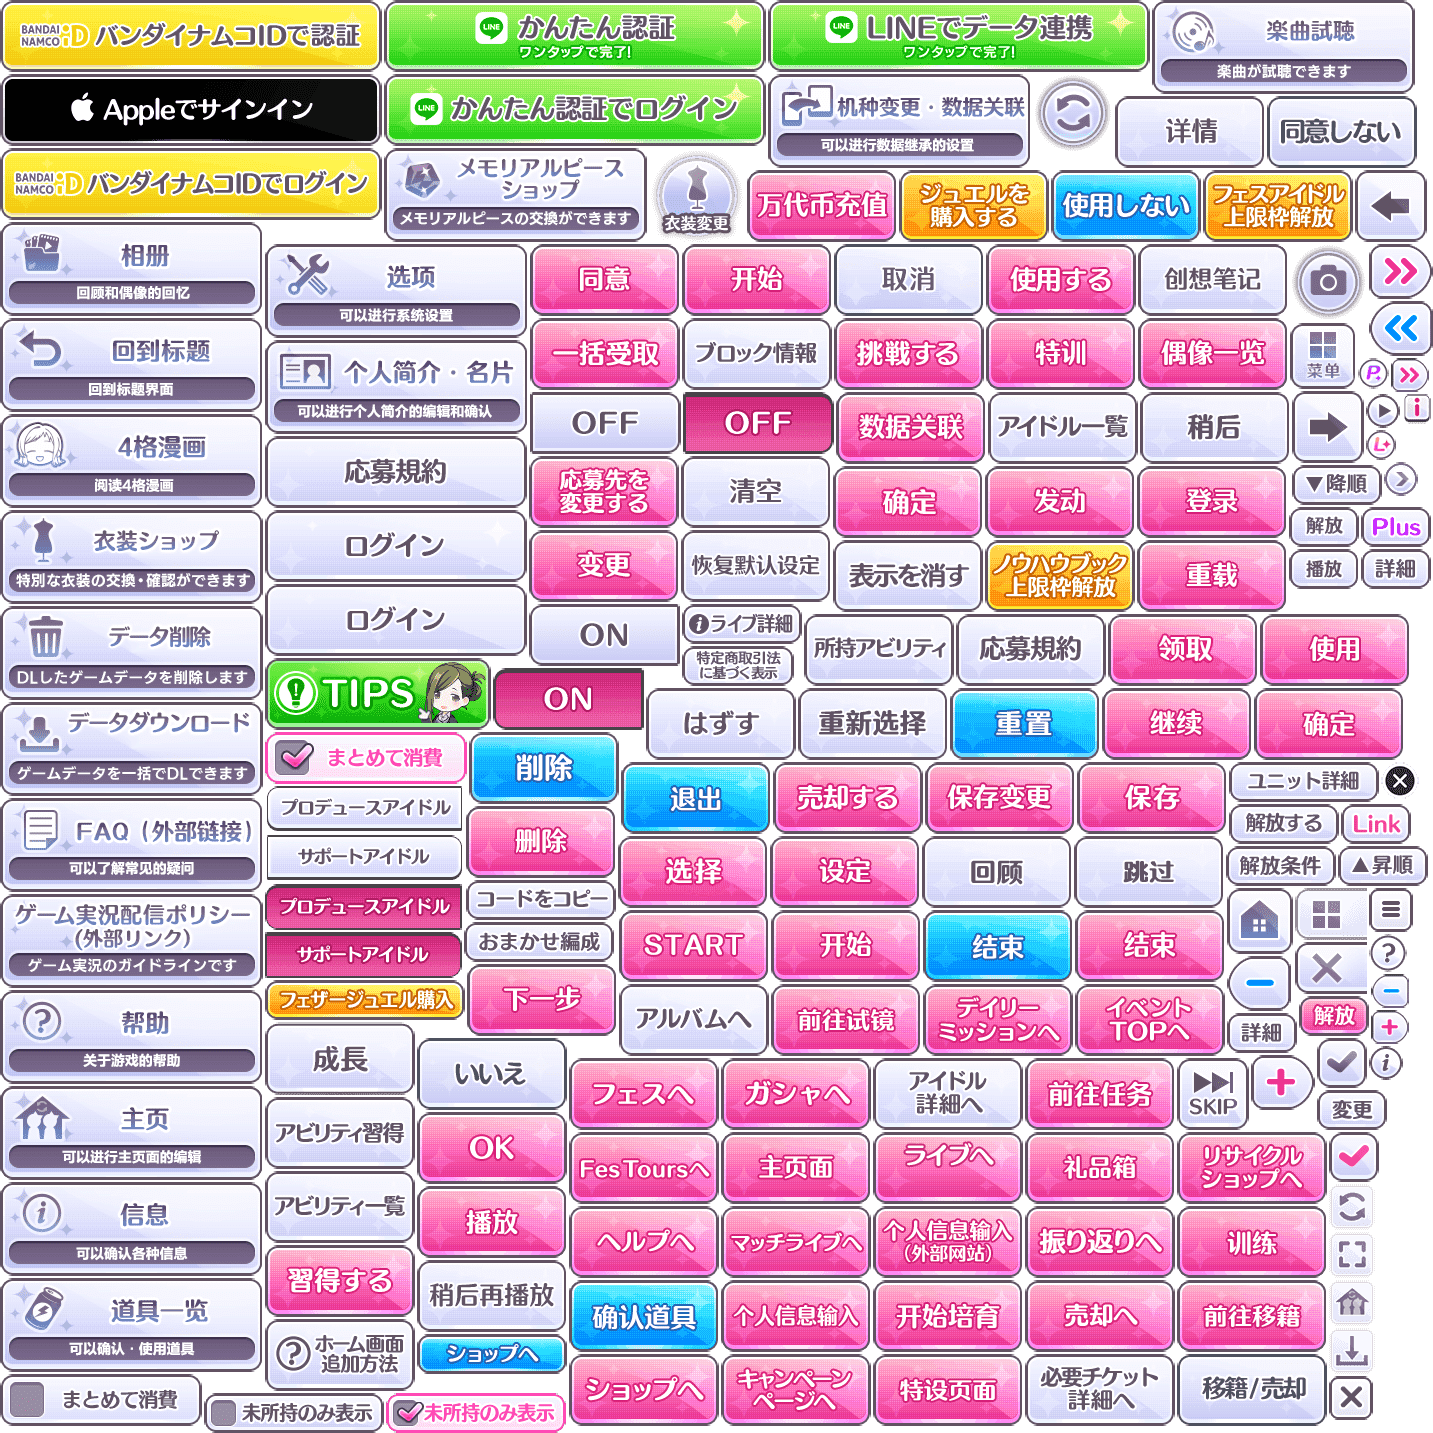 BANDAI NAMCO iD バンダイナムコIDで認証
LINE かんたん認証
ワンタップで完了!
LINE LINEでデータ連携
ワンタップで完了!
楽曲試聴
楽曲が試聴できます
Appleでサインイン
LINE かんたん認証でログイン
机种变更・数据关联
可以进行数据继承的设置
详情
同意しない
BANDAI NAMCO iD バンダイナムコIDでログイン
メモリアルピース
ショップ
メモリアルピースの交換ができます
衣装変更
万代币充值
ジュエルを
購入する
使用しない
フェスアイドル
上限枠解放
相册
回顾和偶像的回忆
选项
可以进行系统设置
同意
开始
取消
使用する
创想笔记
回到标题
回到标题界面
个人简介・名片
可以进行个人简介的编辑和确认
一括受取
ブロック情報
挑戦する
特训
偶像一览
菜单
P
OFF
OFF
数据关联
アイドル一覧
稍后
i
L
4格漫画
阅读4格漫画
応募規約
応募先を
変更する
清空
确定
发动
登录
▼降順
解放
Plus
衣装ショップ
特別な衣装の交換・確認ができます
ログイン
変更
恢复默认设定
表示を消す
ノウハウブック
上限枠解放
重载
播放
詳細
データ削除
DLしたゲームデータを削除します
ログイン
ON
iライブ詳細
特定商取引法
に基づく表示
所持アビリティ
応募規約
领取
使用
TIPS
ON
はずす
重新选择
重置
继续
确定
データダウンロード
ゲームデータを一括でDLできます
まとめて消費
削除
退出
売却する
保存変更
保存
ユニット詳細
プロデュースアイドル
サポートアイドル
删除
解放する
Link
FAQ（外部链接）
可以了解常见的疑问
选择
设定
回顾
跳过
解放条件
▲昇順
プロデュースアイドル
コードをコピー
ゲーム実況配信ポリシー
(外部リンク)
ゲーム実況のガイドラインです
サポートアイドル
おまかせ編成
START
开始
结束
结束
?
フェザージュエル購入
下一步
アルバムへ
前往试镜
デイリー
ミッションへ
イベント
TOPへ
詳細
解放
帮助
关于游戏的帮助
成長
いいえ
フェスへ
ガシャへ
アイドル
詳細へ
前往任务
SKIP
i
変更
主页
可以进行主页面的编辑
アビリティ習得
OK
Fes Toursへ
主页面
ライブへ
礼品箱
リサイクル
ショップへ
信息
可以确认各种信息
アビリティ一覧
播放
ヘルプへ
マッチライブへ
个人信息输入
（外部网站）
振り返りへ
训练
道具一览
可以确认・使用道具
習得する
稍后再播放
确认道具
个人信息输入
开始培育
売却へ
前往移籍
ホーム画面
追加方法
ショップへ
ショップへ
キャンペーン
ページへ
特设页面
必要チケット
詳細へ
移籍/売却
まとめて消費
未所持のみ表示
未所持のみ表示